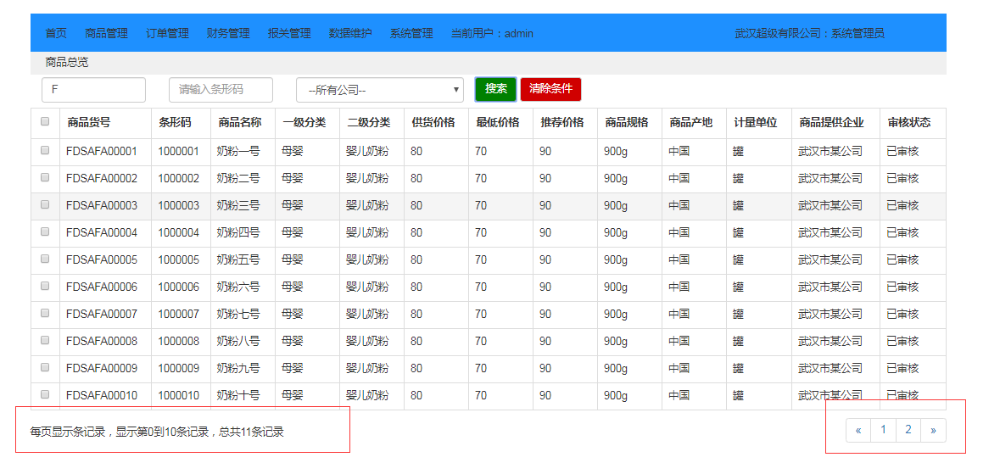 首页 商品管理 订单管理 财务管理 报关管理 数据维护 系统管理 当前用户：admin 武汉超级有限公司：系统管理员
商品总览
F 请输入条形码 --所有公司-- 搜索 清除条件
商品货号 条形码 商品名称 一级分类 二级分类 供货价格 最低价格 推荐价格 商品规格 商品产地 计量单位 商品提供企业 审核状态
FDSAFA00001 1000001 奶粉一号 母婴 婴儿奶粉 80 70 90 900g 中国 罐 武汉市某公司 已审核
FDSAFA00002 1000002 奶粉二号 母婴 婴儿奶粉 80 70 90 900g 中国 罐 武汉市某公司 已审核
FDSAFA00003 1000003 奶粉三号 母婴 婴儿奶粉 80 70 90 900g 中国 罐 武汉市某公司 已审核
FDSAFA00004 1000004 奶粉四号 母婴 婴儿奶粉 80 70 90 900g 中国 罐 武汉市某公司 已审核
FDSAFA00005 1000005 奶粉五号 母婴 婴儿奶粉 80 70 90 900g 中国 罐 武汉市某公司 已审核
FDSAFA00006 1000006 奶粉六号 母婴 婴儿奶粉 80 70 90 900g 中国 罐 武汉市某公司 已审核
FDSAFA00007 1000007 奶粉七号 母婴 婴儿奶粉 80 70 90 900g 中国 罐 武汉市某公司 已审核
FDSAFA00008 1000008 奶粉八号 母婴 婴儿奶粉 80 70 90 900g 中国 罐 武汉市某公司 已审核
FDSAFA00009 1000009 奶粉九号 母婴 婴儿奶粉 80 70 90 900g 中国 罐 武汉市某公司 已审核
FDSAFA00010 1000010 奶粉十号 母婴 婴儿奶粉 80 70 90 900g 中国 罐 武汉市某公司 已审核
每页显示条记录，显示第0到10条记录，总共11条记录 « 1 2 »